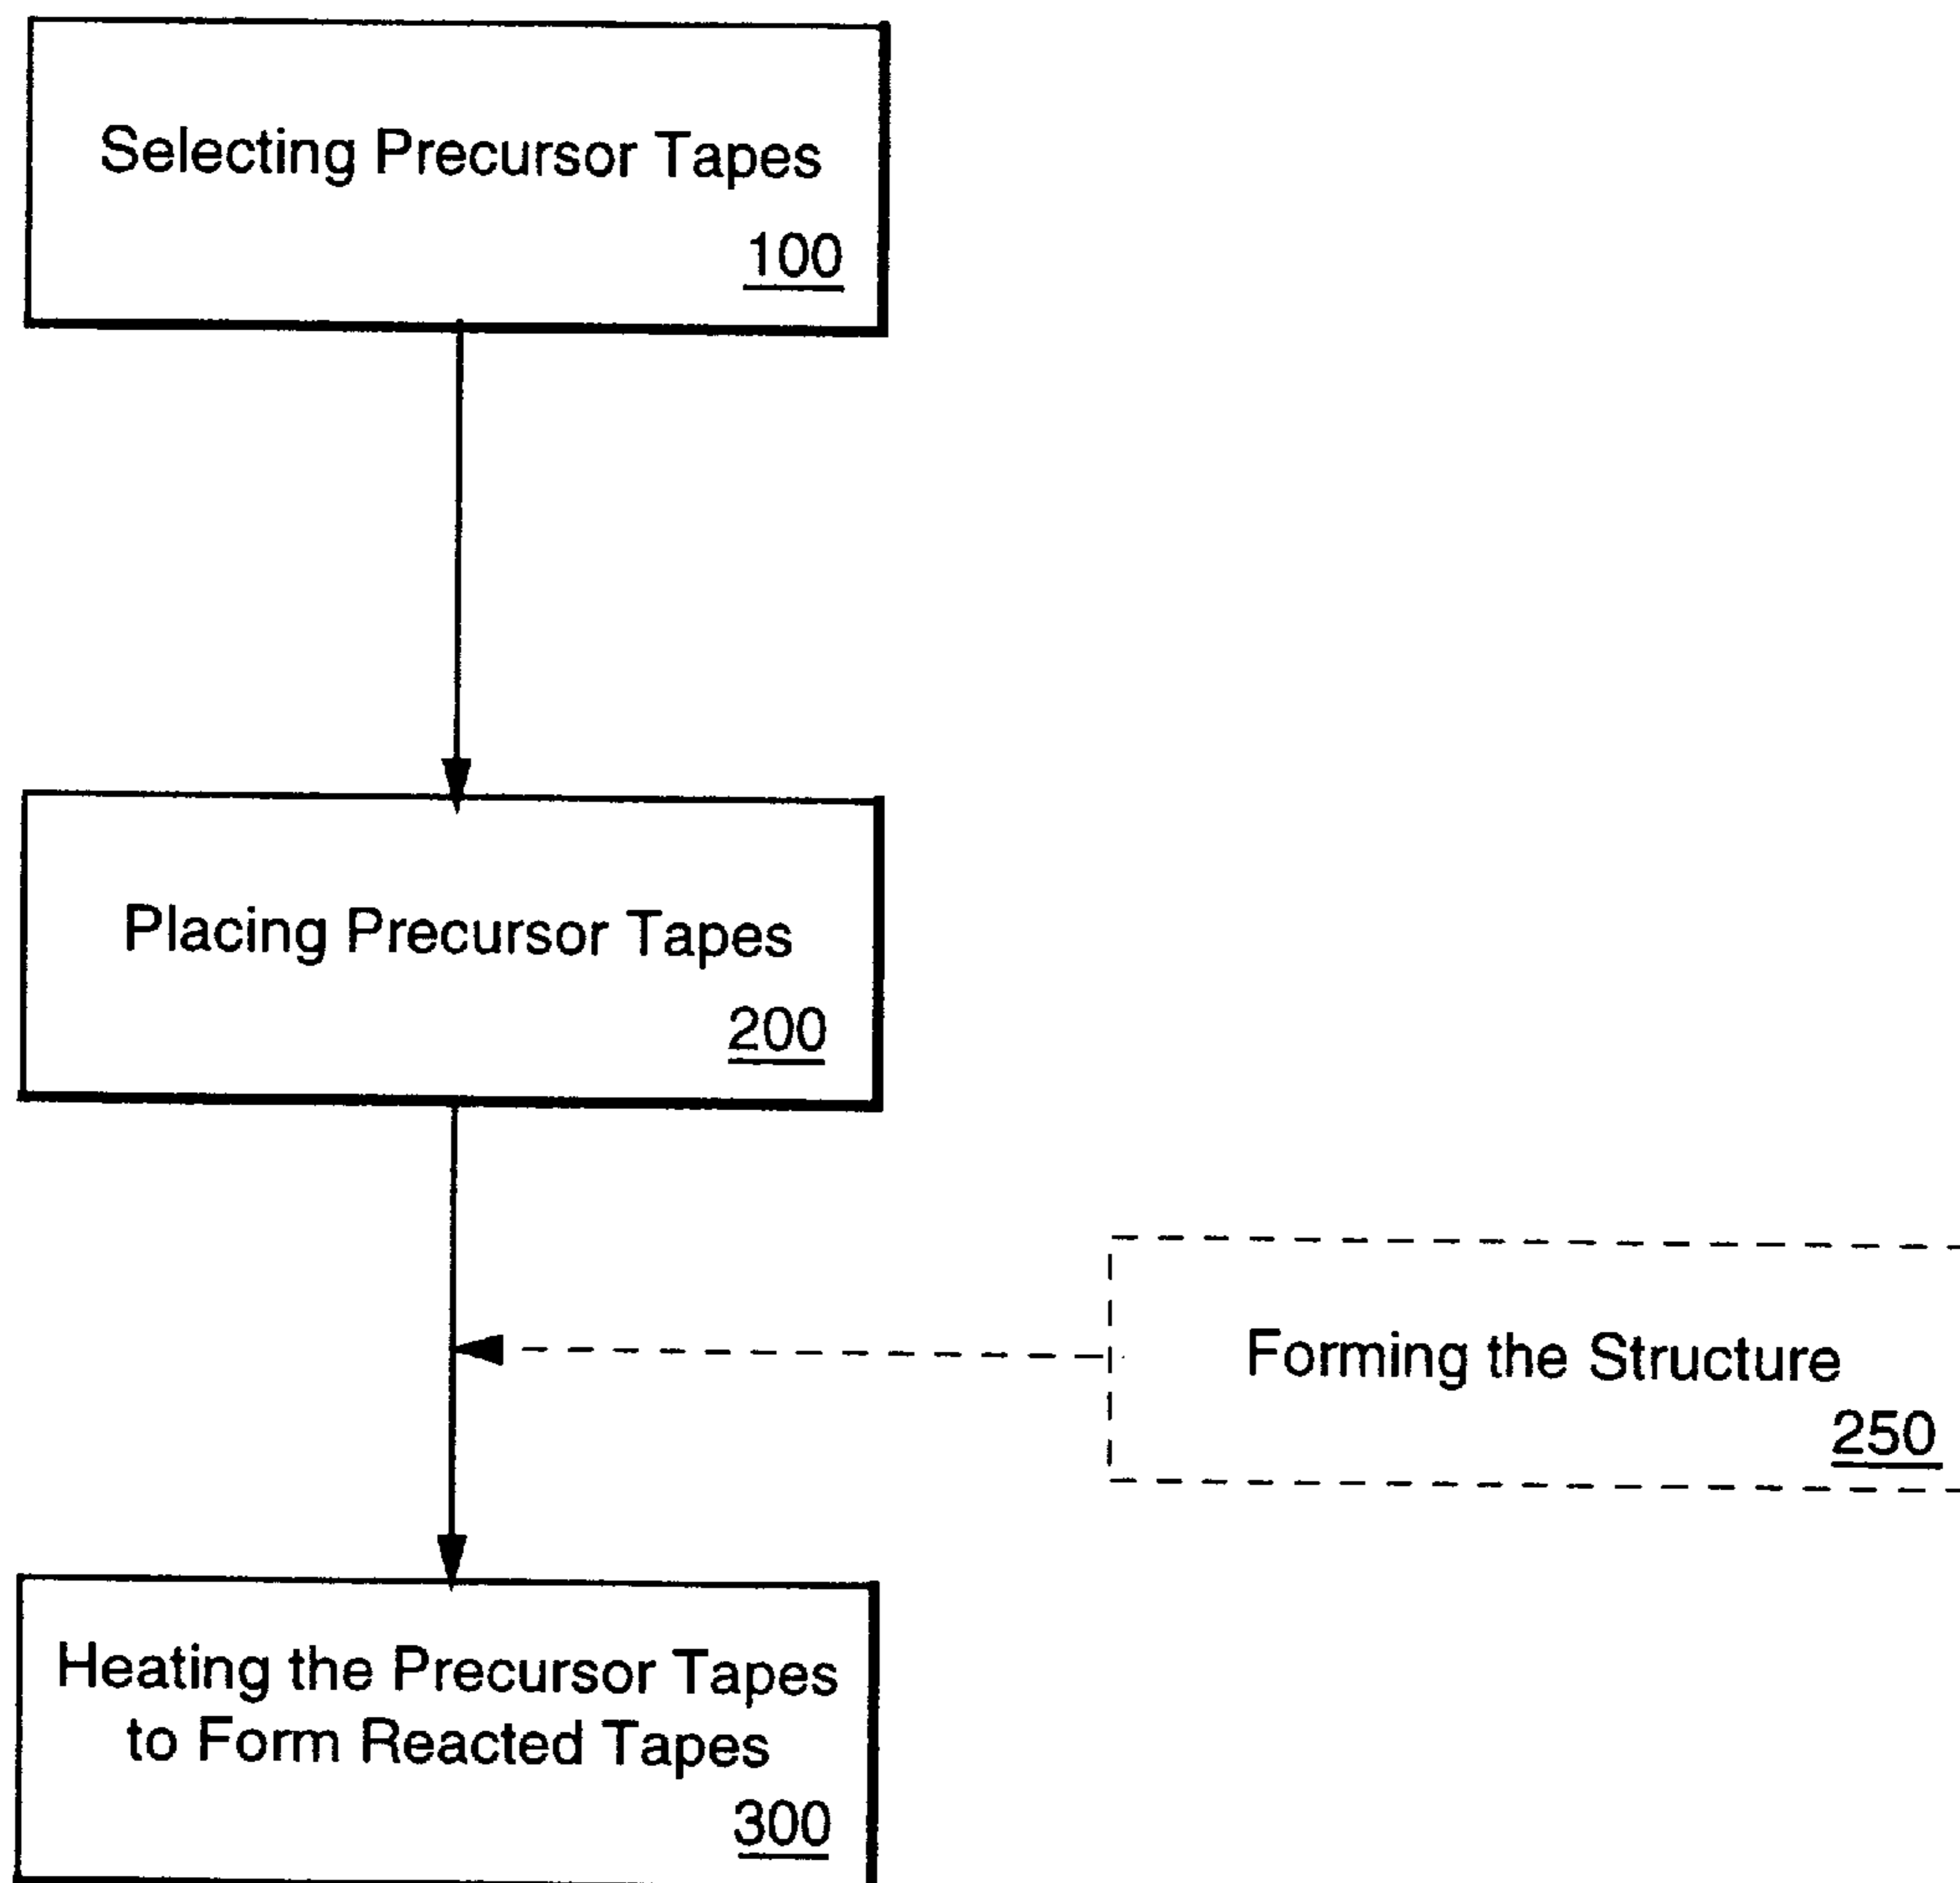 Selecting Precursor Tapes
100
Placing Precursor Tapes
200
Forming the Structure
250
Heating the Precursor Tapes
to Form Reacted Tapes
300